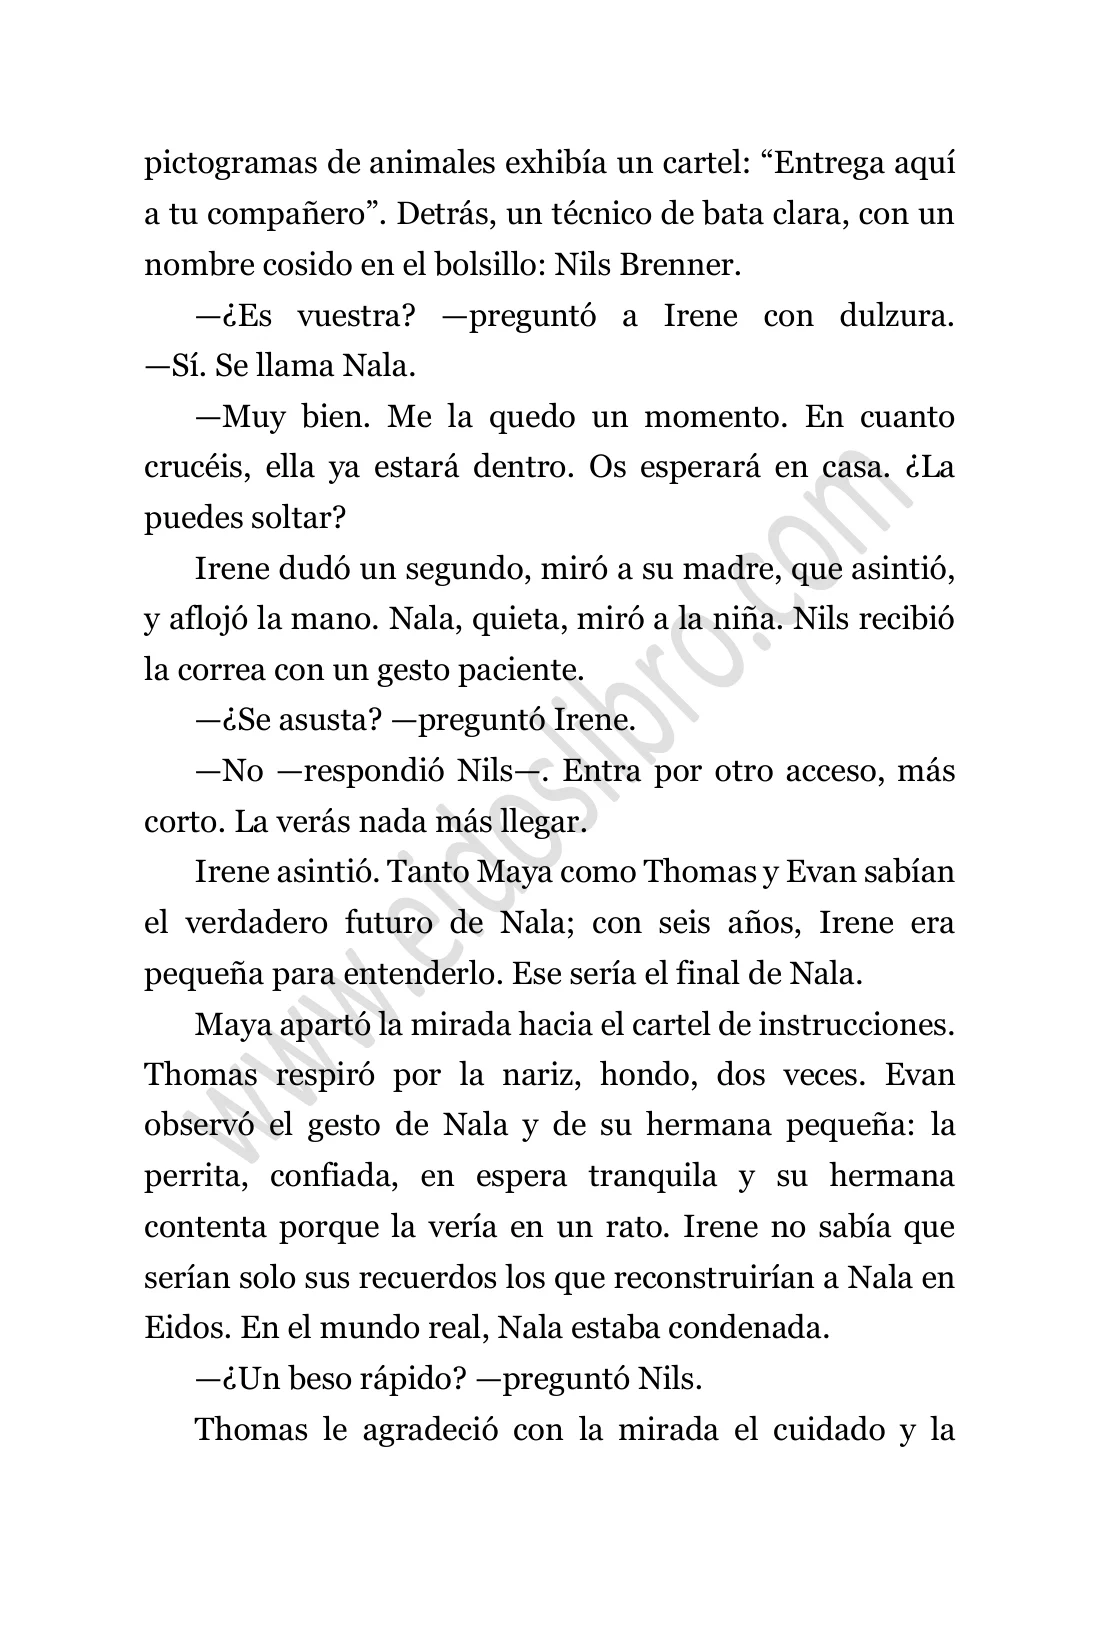 pictogramas de animales exhibía un cartel: “Entrega aquí
a tu compañero”. Detrás, un técnico de bata clara, con un
nombre cosido en el bolsillo: Nils Brenner.
—¿Es vuestra? —preguntó a Irene con dulzura.
—Sí. Se llama Nala.
—Muy bien. Me la quedo un momento. En cuanto
crucéis, ella ya estará dentro. Os esperará en casa. ¿La
puedes soltar?
Irene dudó un segundo, miró a su madre, que asintió,
y aflojó la mano. Nala, quieta, miró a la niña. Nils recibió
la correa con un gesto paciente.
—¿Se asusta? —preguntó Irene.
—No —respondió Nils—. Entra por otro acceso, más
corto. La verás nada más llegar.
Irene asintió. Tanto Maya como Thomas y Evan sabían
el verdadero futuro de Nala; con seis años, Irene era
pequeña para entenderlo. Ese sería el final de Nala.
Maya apartó la mirada hacia el cartel de instrucciones.
Thomas respiró por la nariz, hondo, dos veces. Evan
observó el gesto de Nala y de su hermana pequeña: la
perrita, confiada, en espera tranquila y su hermana
contenta porque la vería en un rato. Irene no sabía que
serían solo sus recuerdos los que reconstruirían a Nala en
Eidos. En el mundo real, Nala estaba condenada.
—¿Un beso rápido? —preguntó Nils.
Thomas le agradeció con la mirada el cuidado y la
www.eidoslibro.com